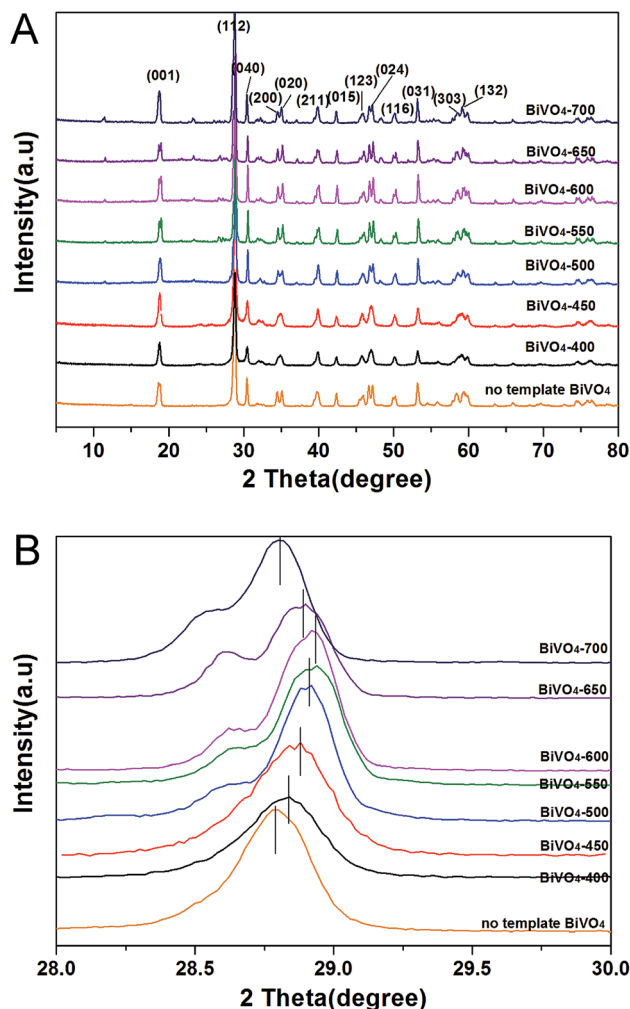 A
(112)
(001)
(040)
(200)
(020)
(211)
(015)
(123)
(024)
(116)
(031)
(303)
(132)
BiVO₄-700
BiVO₄-650
BiVO₄-600
BiVO₄-550
BiVO₄-500
BiVO₄-450
BiVO₄-400
no template BiVO₄
Intensity(a.u)
10 20 30 40 50 60 70 80
2 Theta(degree)
B
BiVO₄-700
BiVO₄-650
BiVO₄-600
BiVO₄-550
BiVO₄-500
BiVO₄-450
BiVO₄-400
no template BiVO₄
Intensity(a.u)
28.0 28.5 29.0 29.5 30.0
2 Theta(degree)